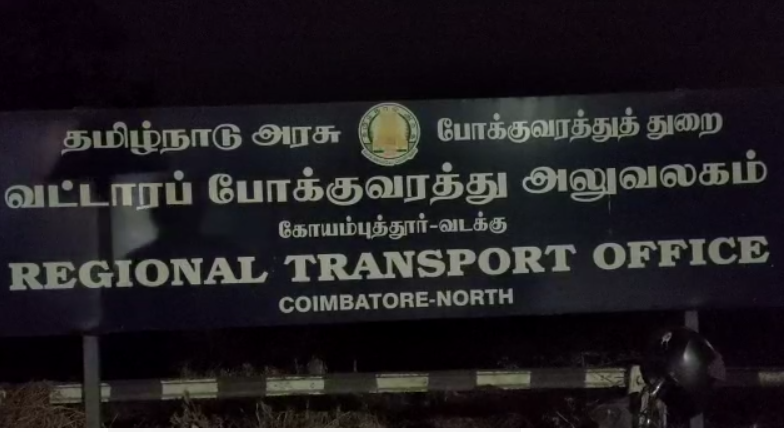 தமிழ்நாடு அரசு போக்குவரத்துத் துறை
வட்டாரப் போக்குவரத்து அலுவலகம்
கோயம்புத்தூர்-வடக்கு
REGIONAL TRANSPORT OFFICE
COIMBATORE-NORTH